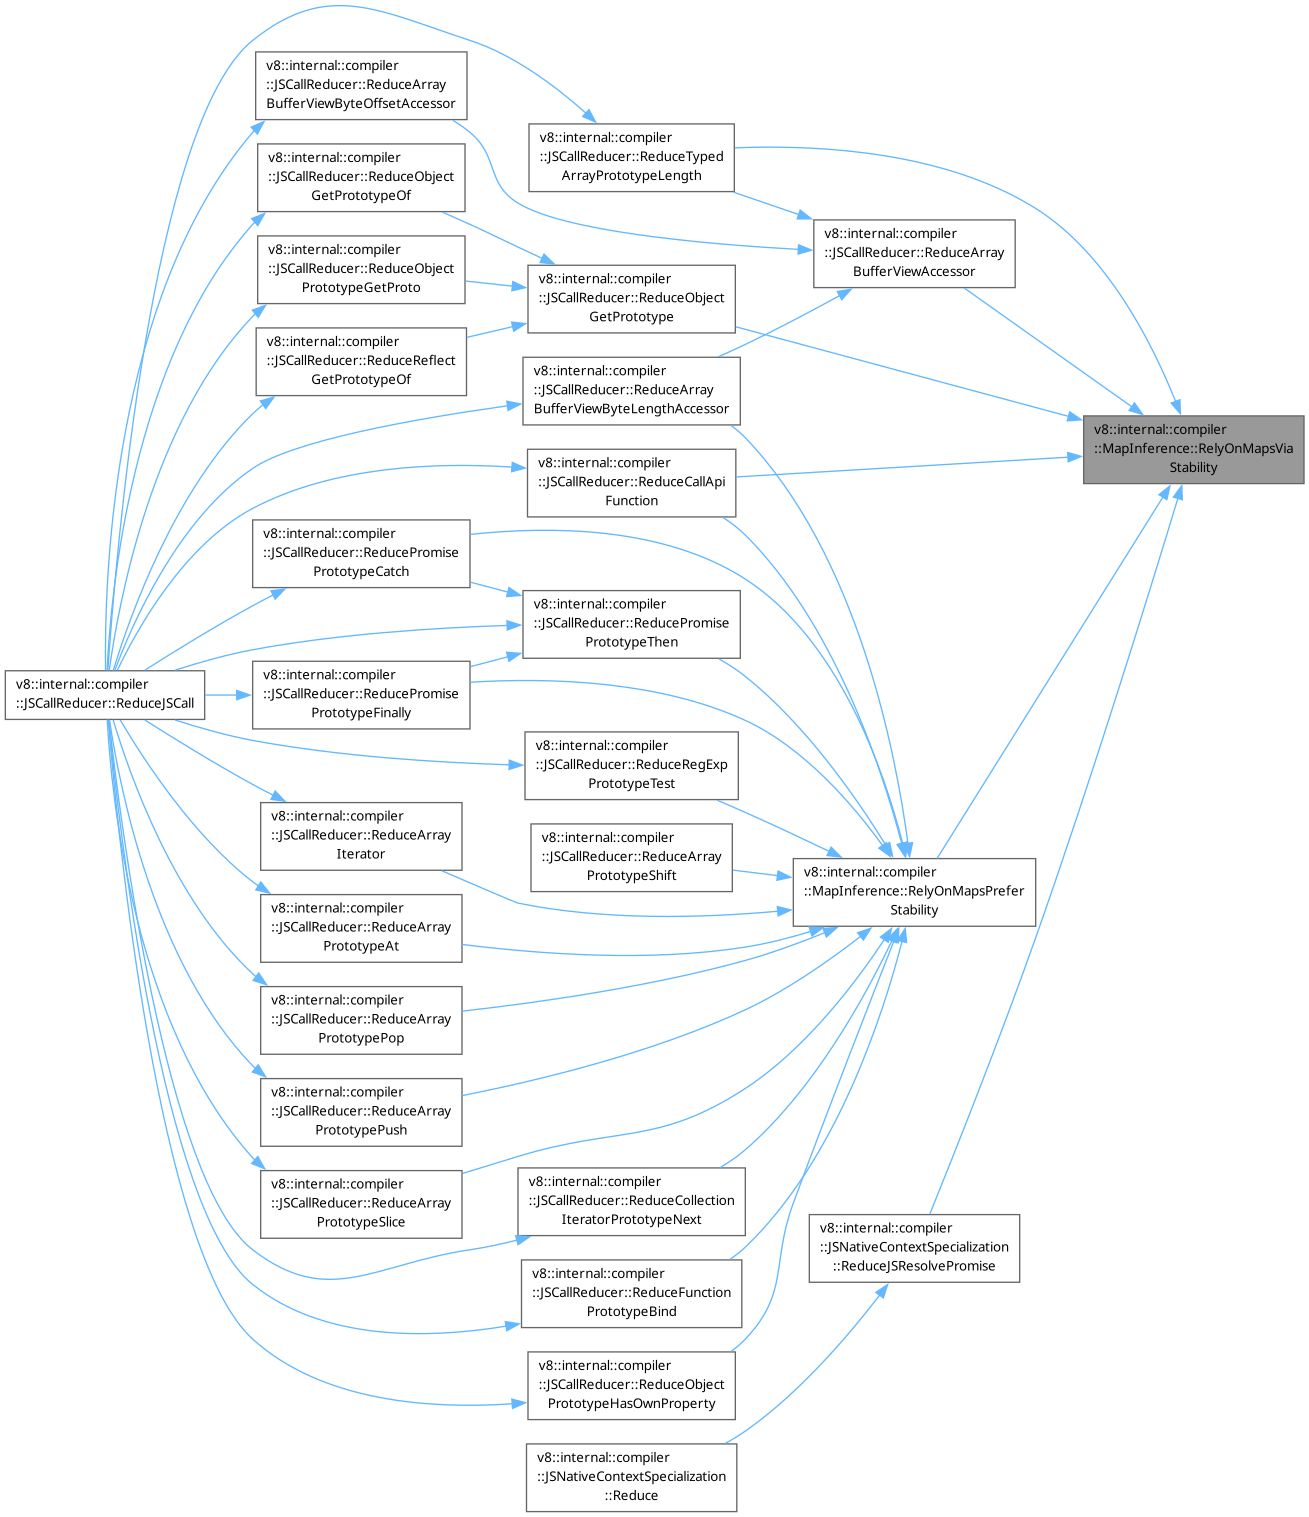 v8::internal::compiler
::JSCallReducer::ReduceArray
BufferViewByteOffsetAccessor
v8::internal::compiler
::JSCallReducer::ReduceTyped
ArrayPrototypeLength
v8::internal::compiler
::JSCallReducer::ReduceObject
GetPrototypeOf
v8::internal::compiler
::JSCallReducer::ReduceArray
BufferViewAccessor
v8::internal::compiler
::JSCallReducer::ReduceObject
PrototypeGetProto
v8::internal::compiler
::JSCallReducer::ReduceObject
GetPrototype
v8::internal::compiler
::JSCallReducer::ReduceReflect
GetPrototypeOf
v8::internal::compiler
::JSCallReducer::ReduceArray
BufferViewByteLengthAccessor
v8::internal::compiler
::MapInference::RelyOnMapsVia
Stability
v8::internal::compiler
::JSCallReducer::ReduceCallApi
Function
v8::internal::compiler
::JSCallReducer::ReducePromise
PrototypeCatch
v8::internal::compiler
::JSCallReducer::ReducePromise
PrototypeThen
v8::internal::compiler
::JSCallReducer::ReduceJSCall
v8::internal::compiler
::JSCallReducer::ReducePromise
PrototypeFinally
v8::internal::compiler
::JSCallReducer::ReduceRegExp
PrototypeTest
v8::internal::compiler
::JSCallReducer::ReduceArray
Iterator
v8::internal::compiler
::JSCallReducer::ReduceArray
PrototypeShift
v8::internal::compiler
::MapInference::RelyOnMapsPrefer
Stability
v8::internal::compiler
::JSCallReducer::ReduceArray
PrototypeAt
v8::internal::compiler
::JSCallReducer::ReduceArray
PrototypePop
v8::internal::compiler
::JSCallReducer::ReduceArray
PrototypePush
v8::internal::compiler
::JSCallReducer::ReduceArray
PrototypeSlice
v8::internal::compiler
::JSCallReducer::ReduceCollection
IteratorPrototypeNext
v8::internal::compiler
::JSNativeContextSpecialization
::ReduceJSResolvePromise
v8::internal::compiler
::JSCallReducer::ReduceFunction
PrototypeBind
v8::internal::compiler
::JSCallReducer::ReduceObject
PrototypeHasOwnProperty
v8::internal::compiler
::JSNativeContextSpecialization
::Reduce